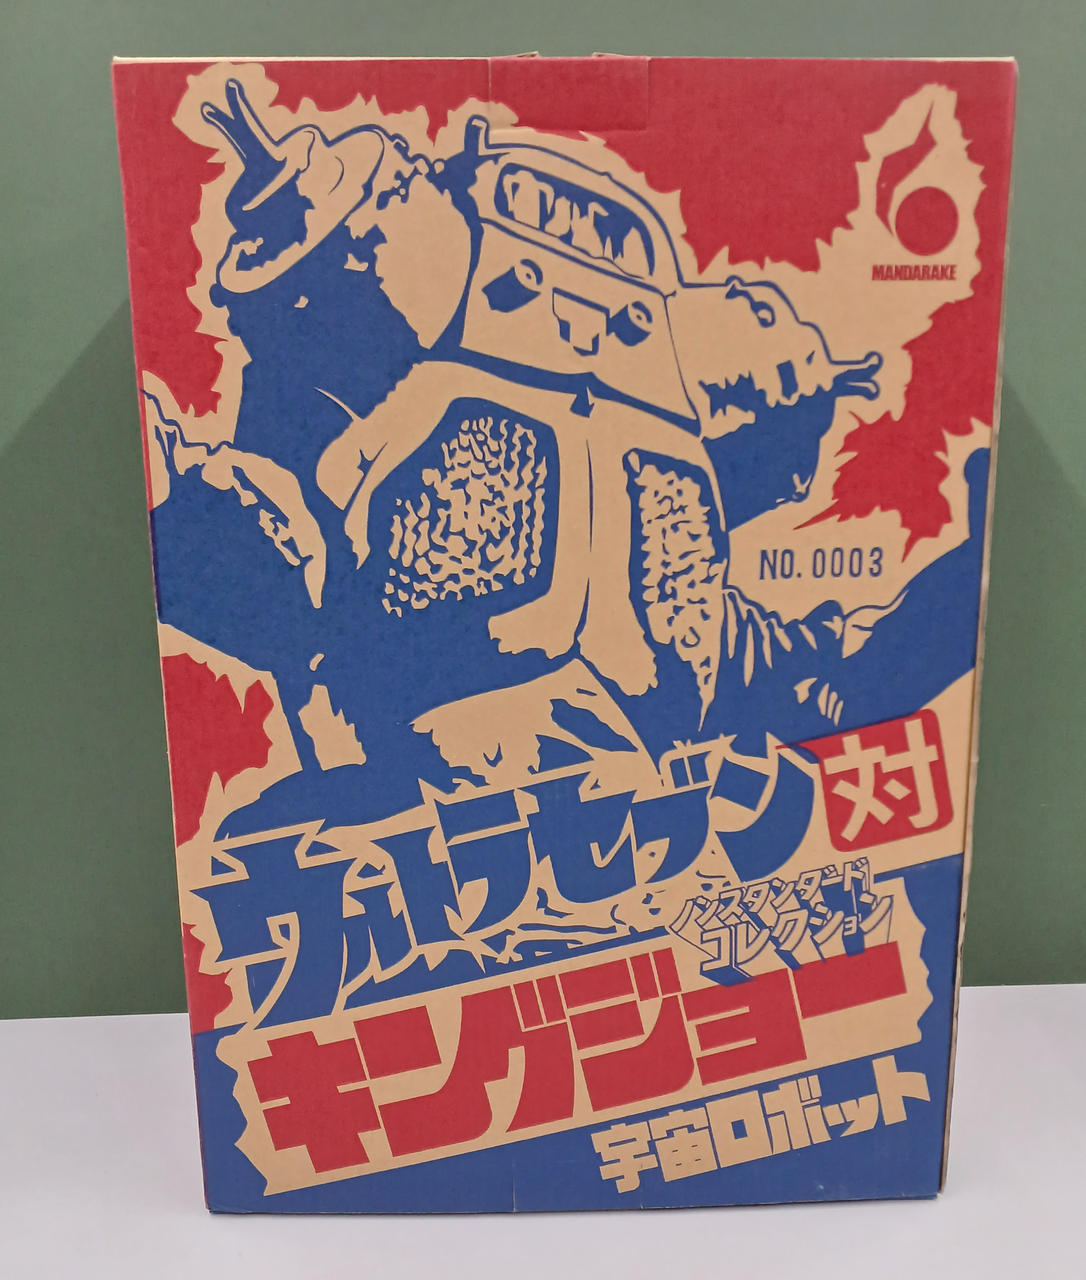 MANDARAKE
NO. 0003
ウルトラセブン 対
ノンスタンダード
コレクション
キングジョー
宇宙ロボット